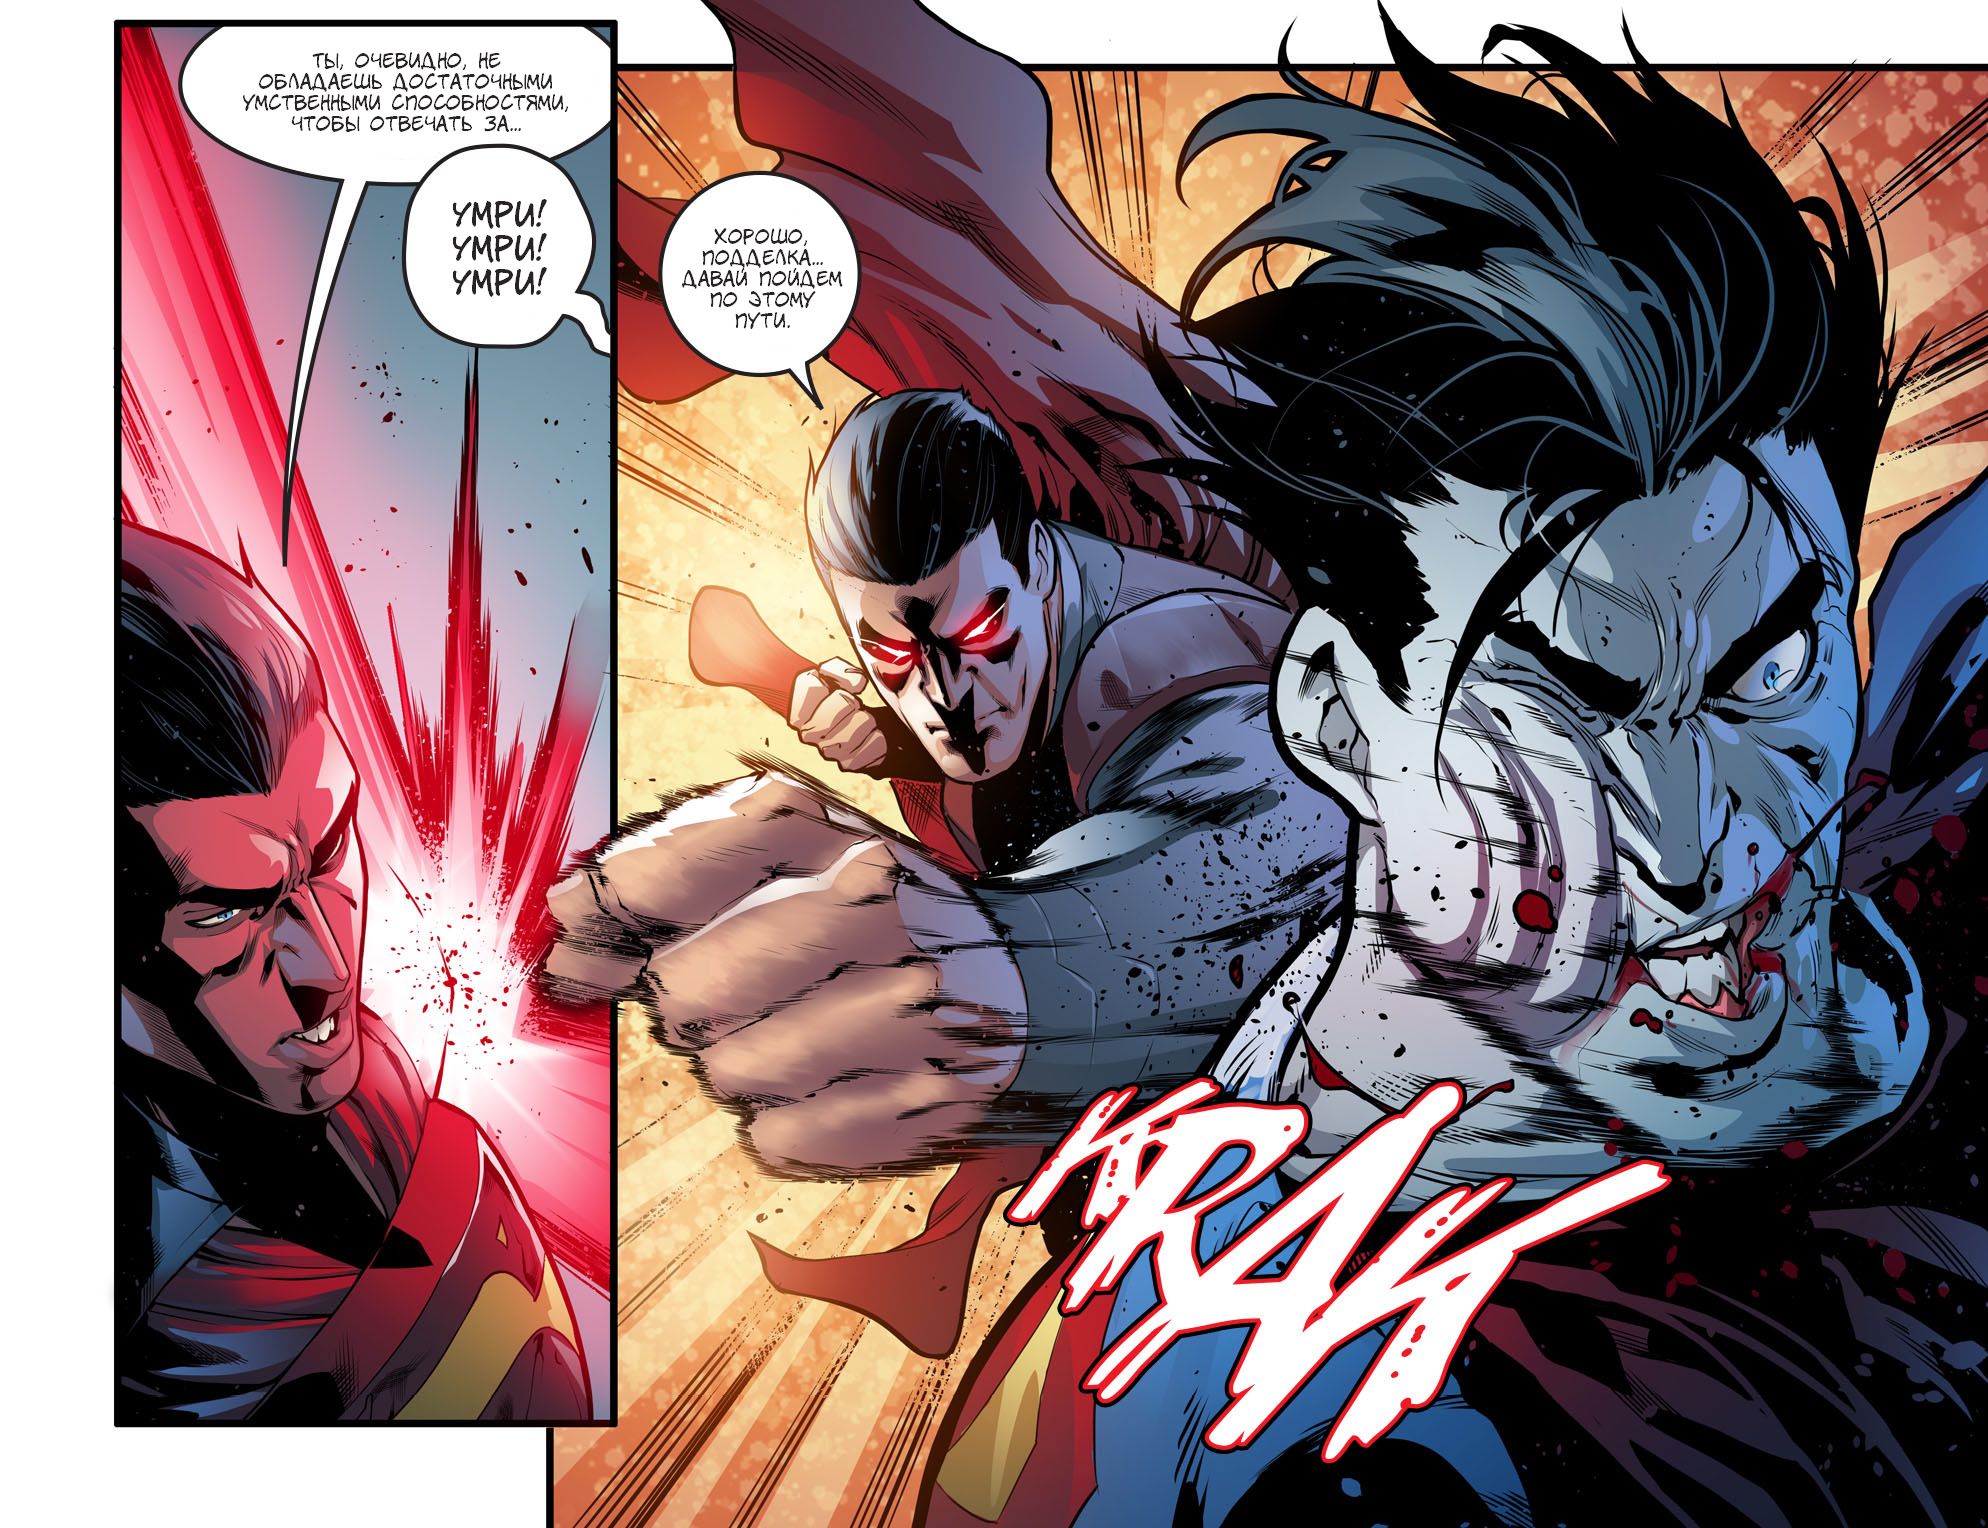 ТЫ, ОЧЕВИДНО, НЕ
ОБЛАДАЕШЬ ДОСТАТОЧНЫМИ
УМСТВЕННЫМИ СПОСОБНОСТЯМИ,
ЧТОБЫ ОТВЕЧАТЬ ЗА...
УМРИ!
УМРИ!
УМРИ!
ХОРОШО,
ПОДДЕЛКА...
ДАВАЙ ПОЙДЕМ
ПО ЭТОМУ
ПУТИ.
KRAK